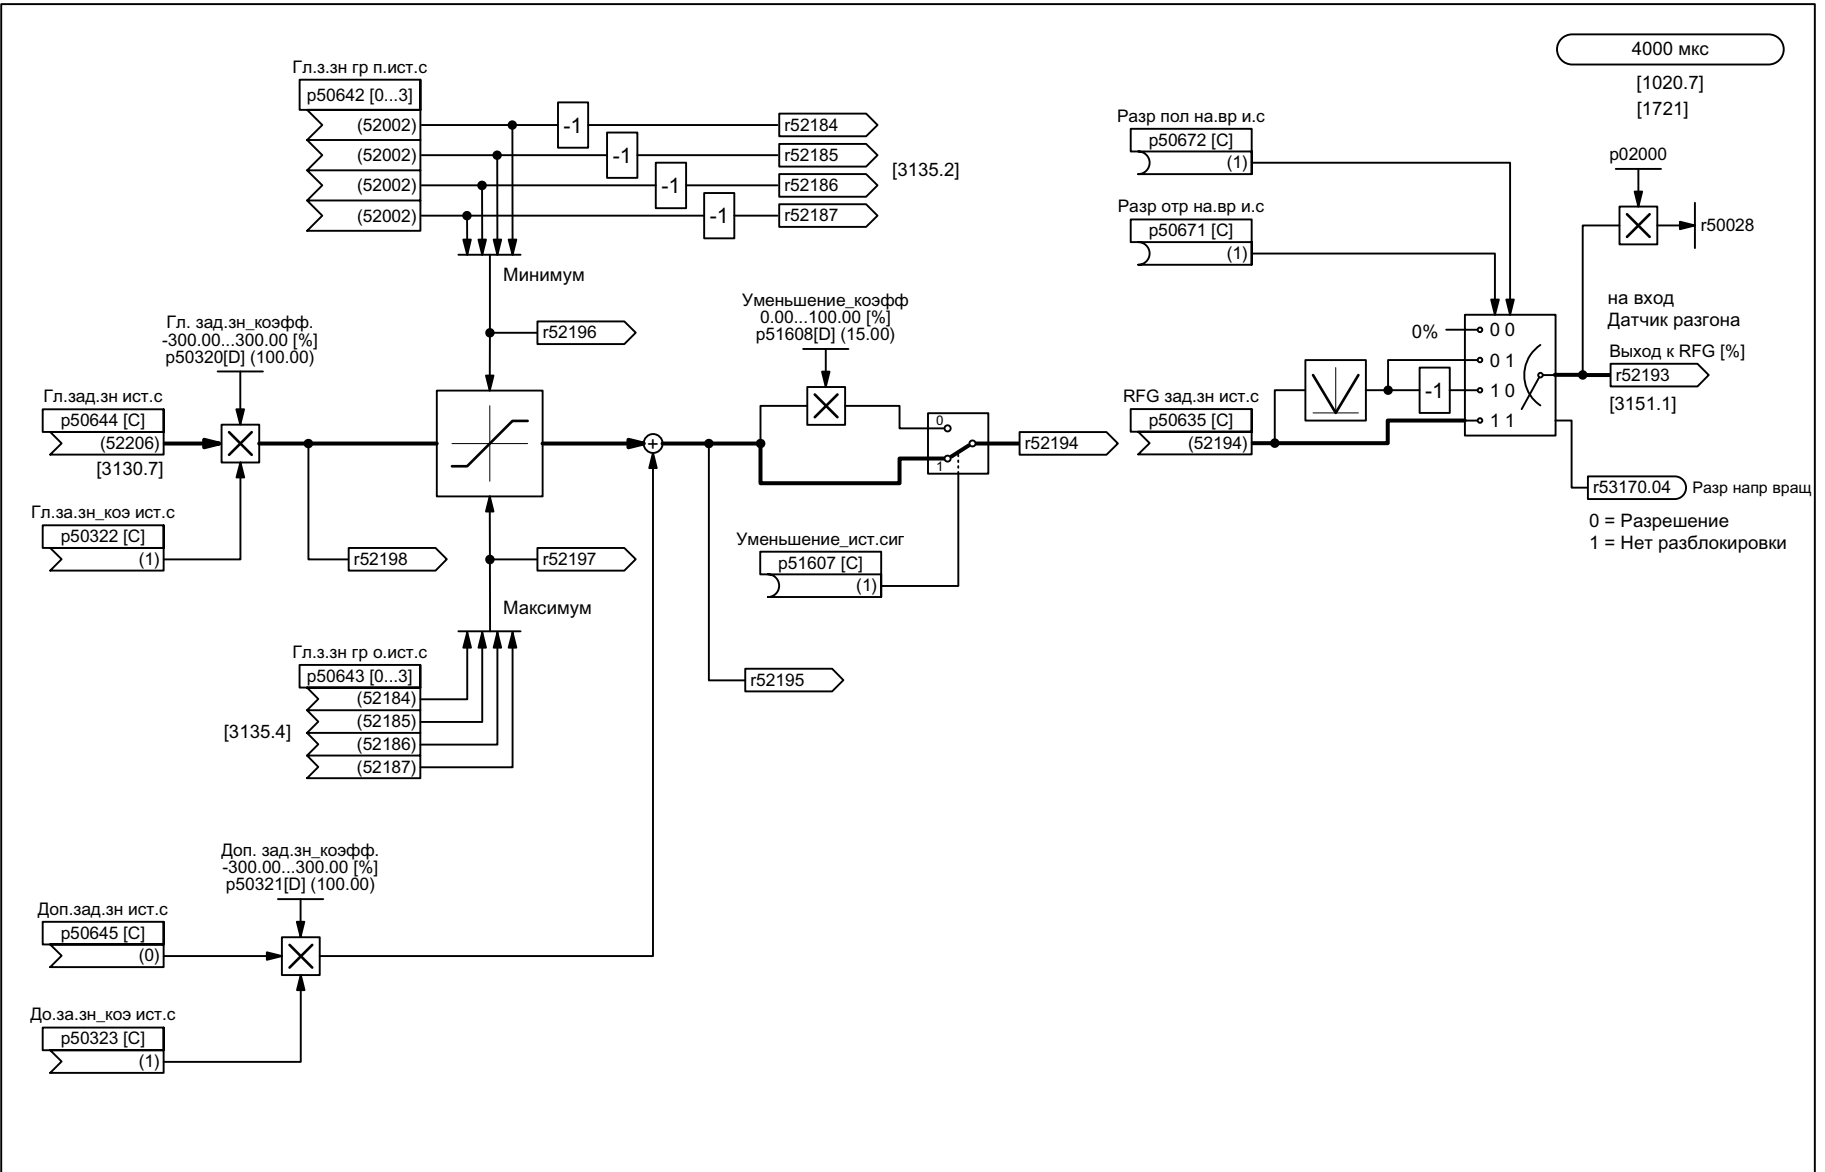 4000 мкс
[1020.7]
[1721]
Гл.з.зн гр п.ист.с
p50642 [0...3]
(52002)
(52002)
(52002)
(52002)
-1
-1
-1
-1
r52184
r52185
r52186
r52187
[3135.2]
Минимум
r52196
Гл. зад.зн_коэфф.
-300.00...300.00 [%]
p50320[D] (100.00)
Гл.зад.зн ист.с
p50644 [C]
(52206)
[3130.7]
Гл.за.зн_коэ ист.с
p50322 [C]
(1)
r52198
r52197
Максимум
Гл.з.зн гр о.ист.с
p50643 [0...3]
(52184)
(52185)
(52186)
(52187)
[3135.4]
Уменьшение_коэфф
0.00...100.00 [%]
p51608[D] (15.00)
0
1
r52194
Уменьшение_ист.сиг
p51607 [C]
(1)
r52195
Доп. зад.зн_коэфф.
-300.00...300.00 [%]
p50321[D] (100.00)
Доп.зад.зн ист.с
p50645 [C]
(0)
До.за.зн_коэ ист.с
p50323 [C]
(1)
Разр пол на.вр и.с
p50672 [C]
(1)
Разр отр на.вр и.с
p50671 [C]
(1)
p02000
r50028
RFG зад.зн ист.с
p50635 [C]
(52194)
-1
0%
0 0
0 1
1 0
1 1
на вход
Датчик разгона
Выход к RFG [%]
r52193
[3151.1]
r53170.04 Разр напр вращ
0 = Разрешение
1 = Нет разблокировки